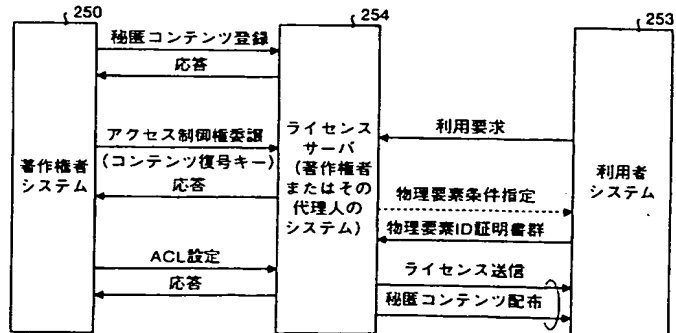 250
254
253
秘匿コンテンツ登録
応答
アクセス制御権委譲
(コンテンツ復号キー)
応答
ACL設定
応答
著作権者
システム
ライセンス
サーバ
(著作権者
またはその
代理人の
システム)
利用要求
物理要素条件指定
物理要素ID証明書群
ライセンス送信
秘匿コンテンツ配布
利用者
システム